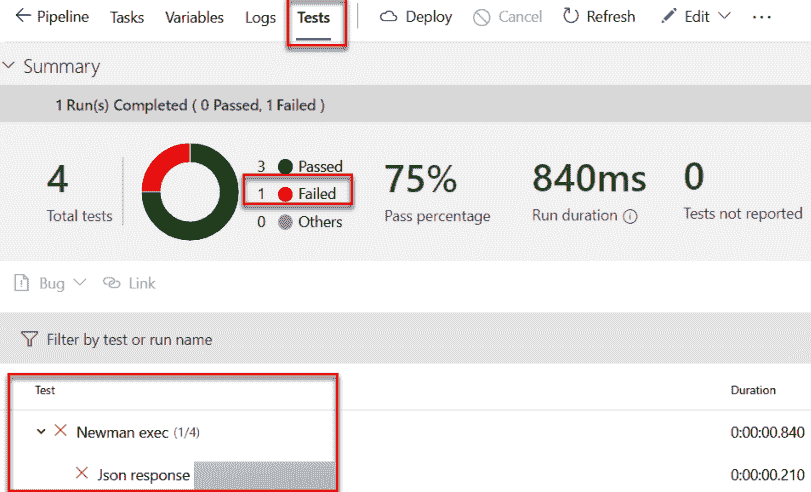 Pipeline Tasks Variables Logs Tests Deploy Cancel Refresh Edit ...
Summary
1 Run(s) Completed ( 0 Passed, 1 Failed )
4
Total tests
3 Passed
1 Failed
0 Others
75%
Pass percentage
840ms
Run duration
0
Tests not reported
Bug Link
Filter by test or run name
Test Duration
Newman exec (1/4) 0:00:00.840
Json response 0:00:00.210